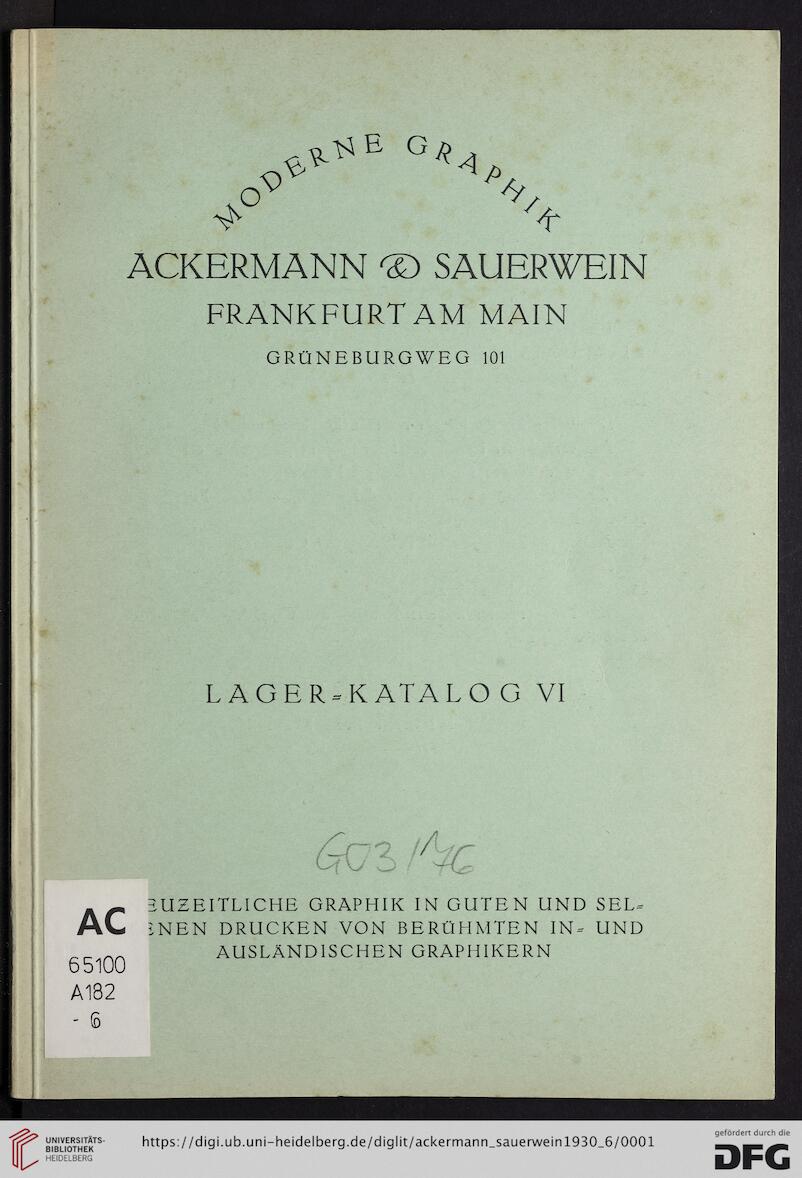 MODERNE GRAPHIK
ACKERMANN & SAUERWEIN
FRANKFURT AM MAIN
GRÜNEBURGWEG 101
LAGER=KATALOG VI
G03/176
EUZEITLICHE GRAPHIK IN GUTEN UND SEL=
ENEN DRUCKEN VON BERÜHMTEN IN= UND
AUSLÄNDISCHEN GRAPHIKERN
AC
65100
A182
- 6
UNIVERSITÄTS-
BIBLIOTHEK
HEIDELBERG
https://digi.ub.uni-heidelberg.de/diglit/ackermann_sauerwein1930_6/0001
gefördert durch die
DFG